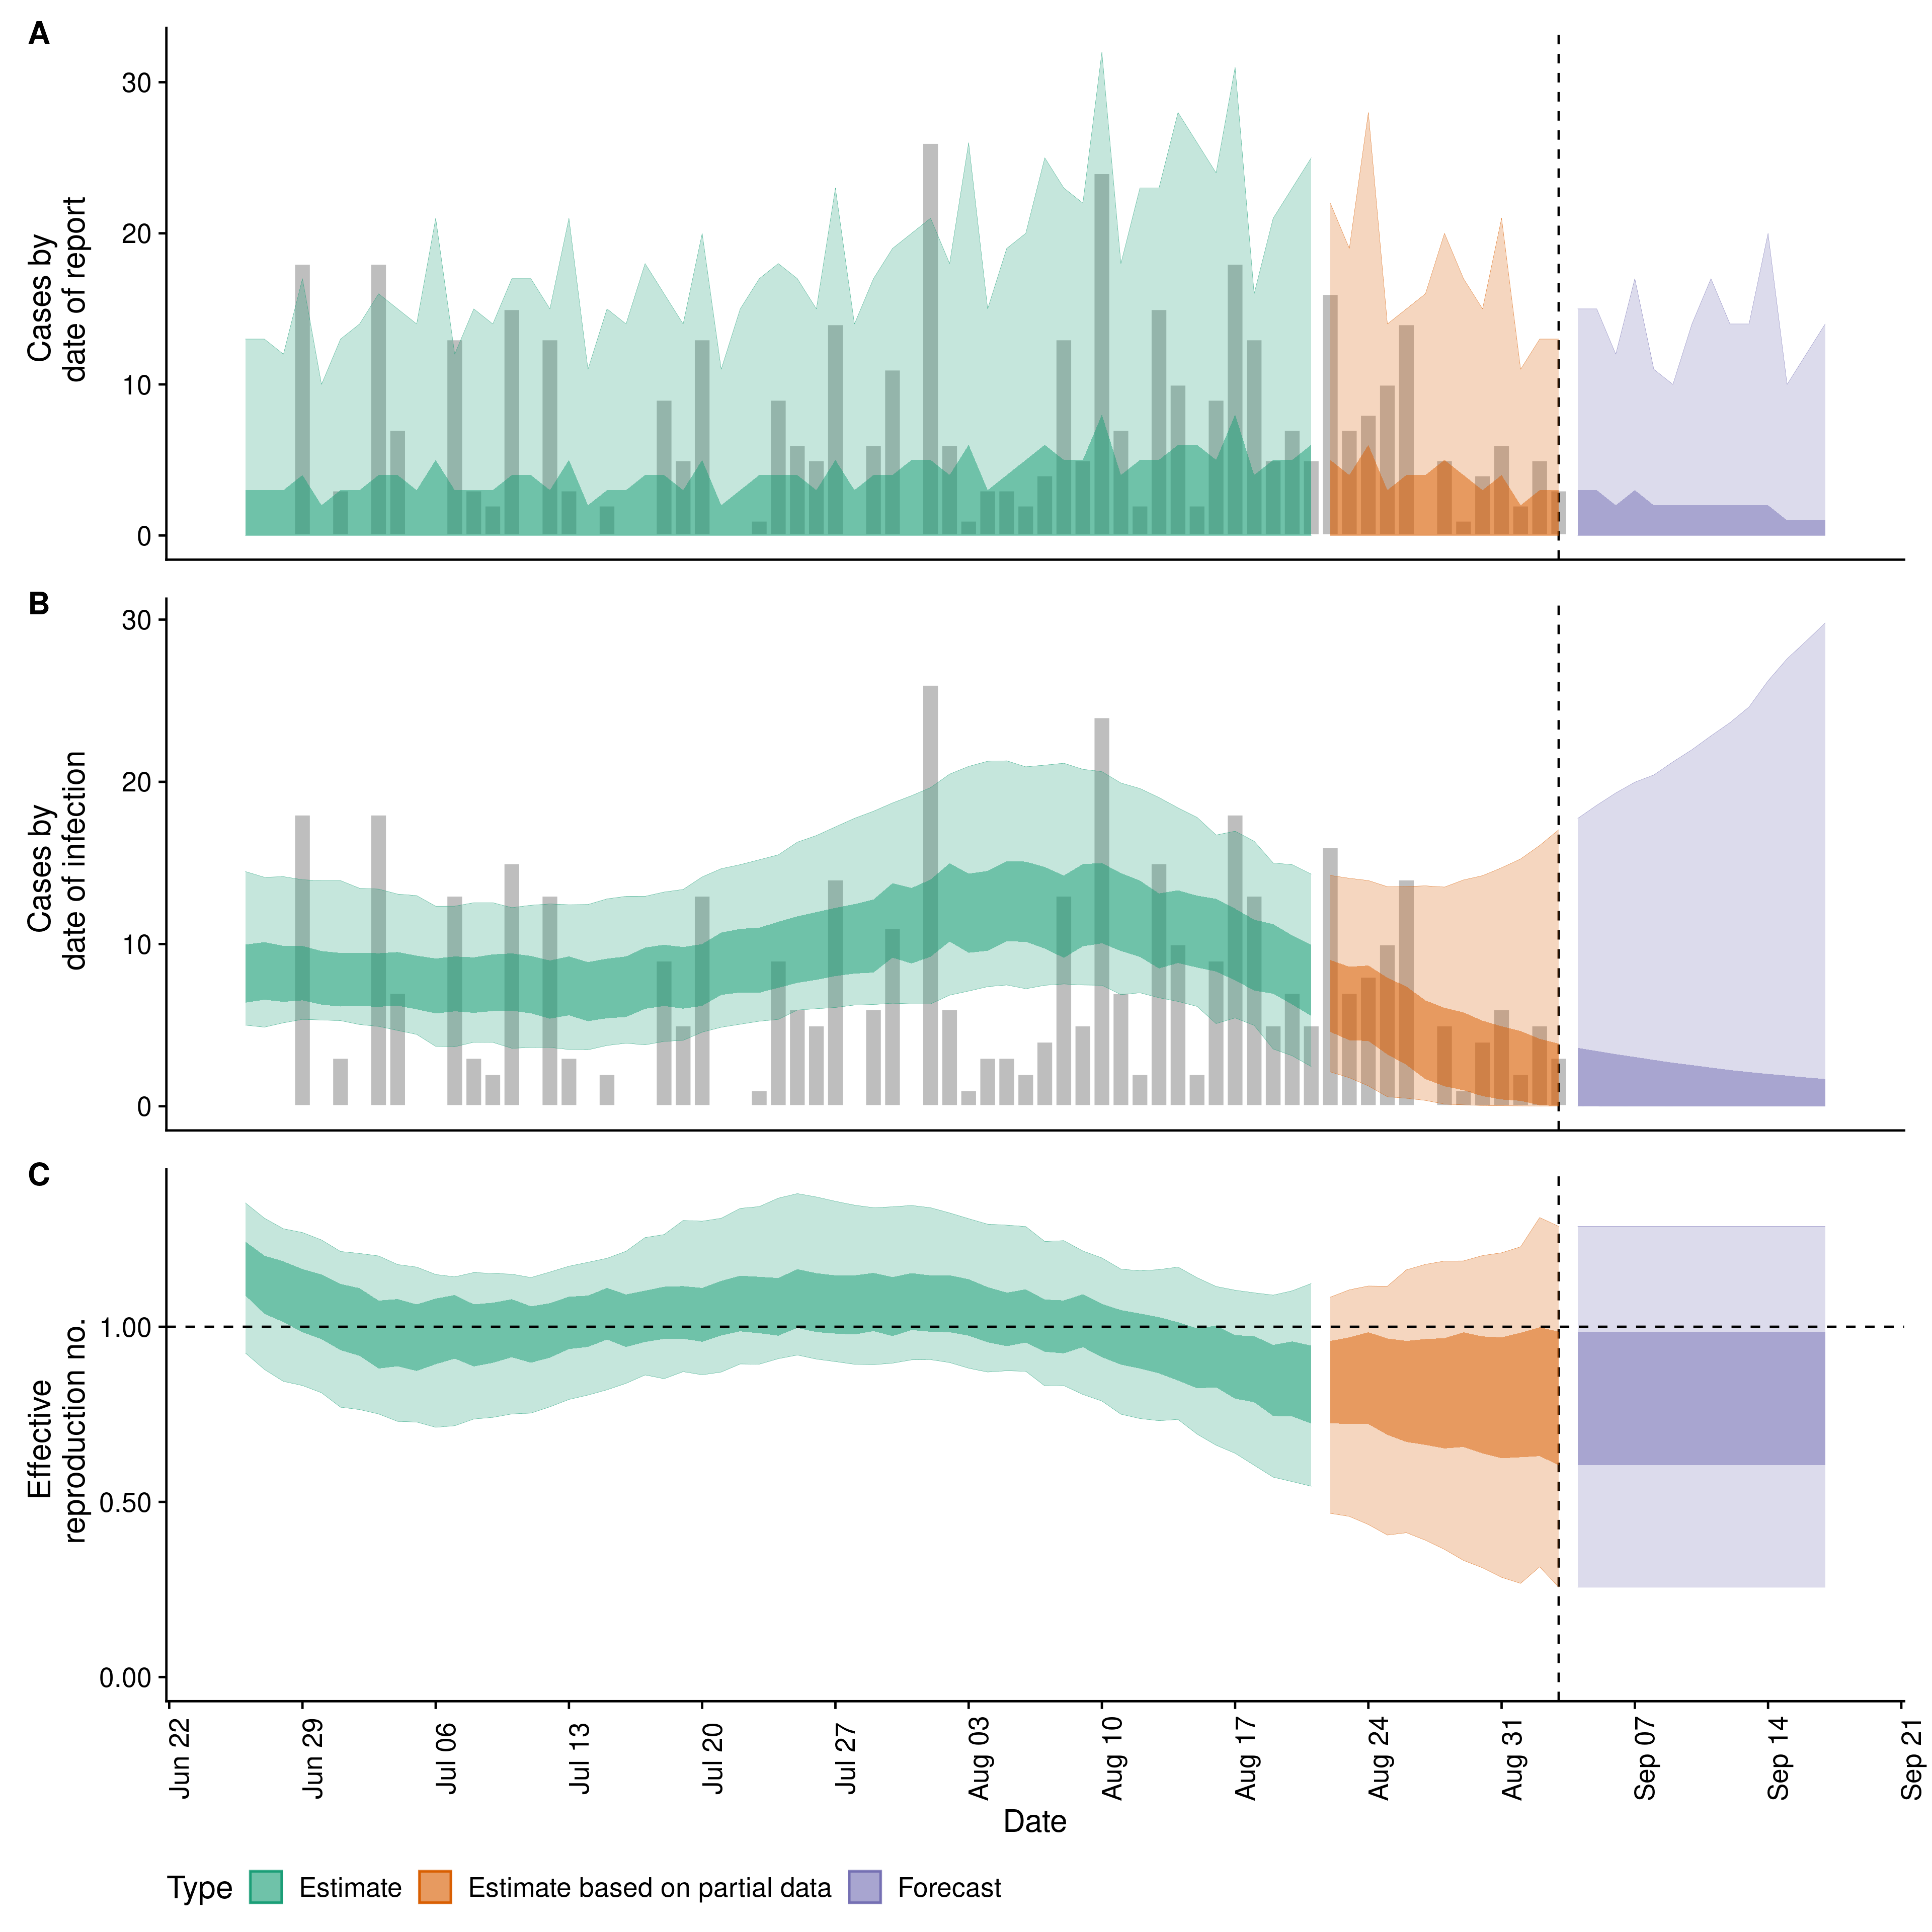 A
Cases by
date of report
30
20
10
0
B
Cases by
date of infection
30
20
10
0
C
Effective
reproduction no.
1.00
0.50
0.00
Jun 22
Jun 29
Jul 06
Jul 13
Jul 20
Jul 27
Aug 03
Aug 10
Aug 17
Aug 24
Aug 31
Sep 07
Sep 14
Sep 21
Date
Type Estimate Estimate based on partial data Forecast